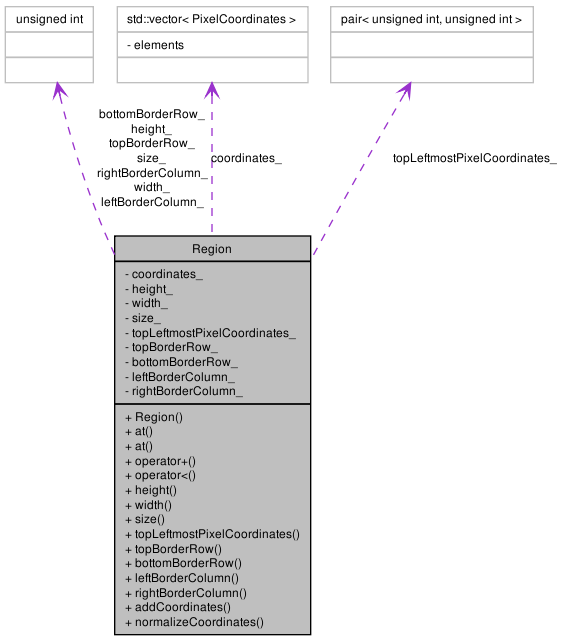 unsigned int
std::vector< PixelCoordinates >
- elements
pair< unsigned int, unsigned int >
bottomBorderRow_
height_
topBorderRow_
size_
rightBorderColumn_
width_
leftBorderColumn_
coordinates_
topLeftmostPixelCoordinates_
Region
- coordinates_
- height_
- width_
- size_
- topLeftmostPixelCoordinates_
- topBorderRow_
- bottomBorderRow_
- leftBorderColumn_
- rightBorderColumn_
+ Region()
+ at()
+ at()
+ operator+()
+ operator<()
+ height()
+ width()
+ size()
+ topLeftmostPixelCoordinates()
+ topBorderRow()
+ bottomBorderRow()
+ leftBorderColumn()
+ rightBorderColumn()
+ addCoordinates()
+ normalizeCoordinates()